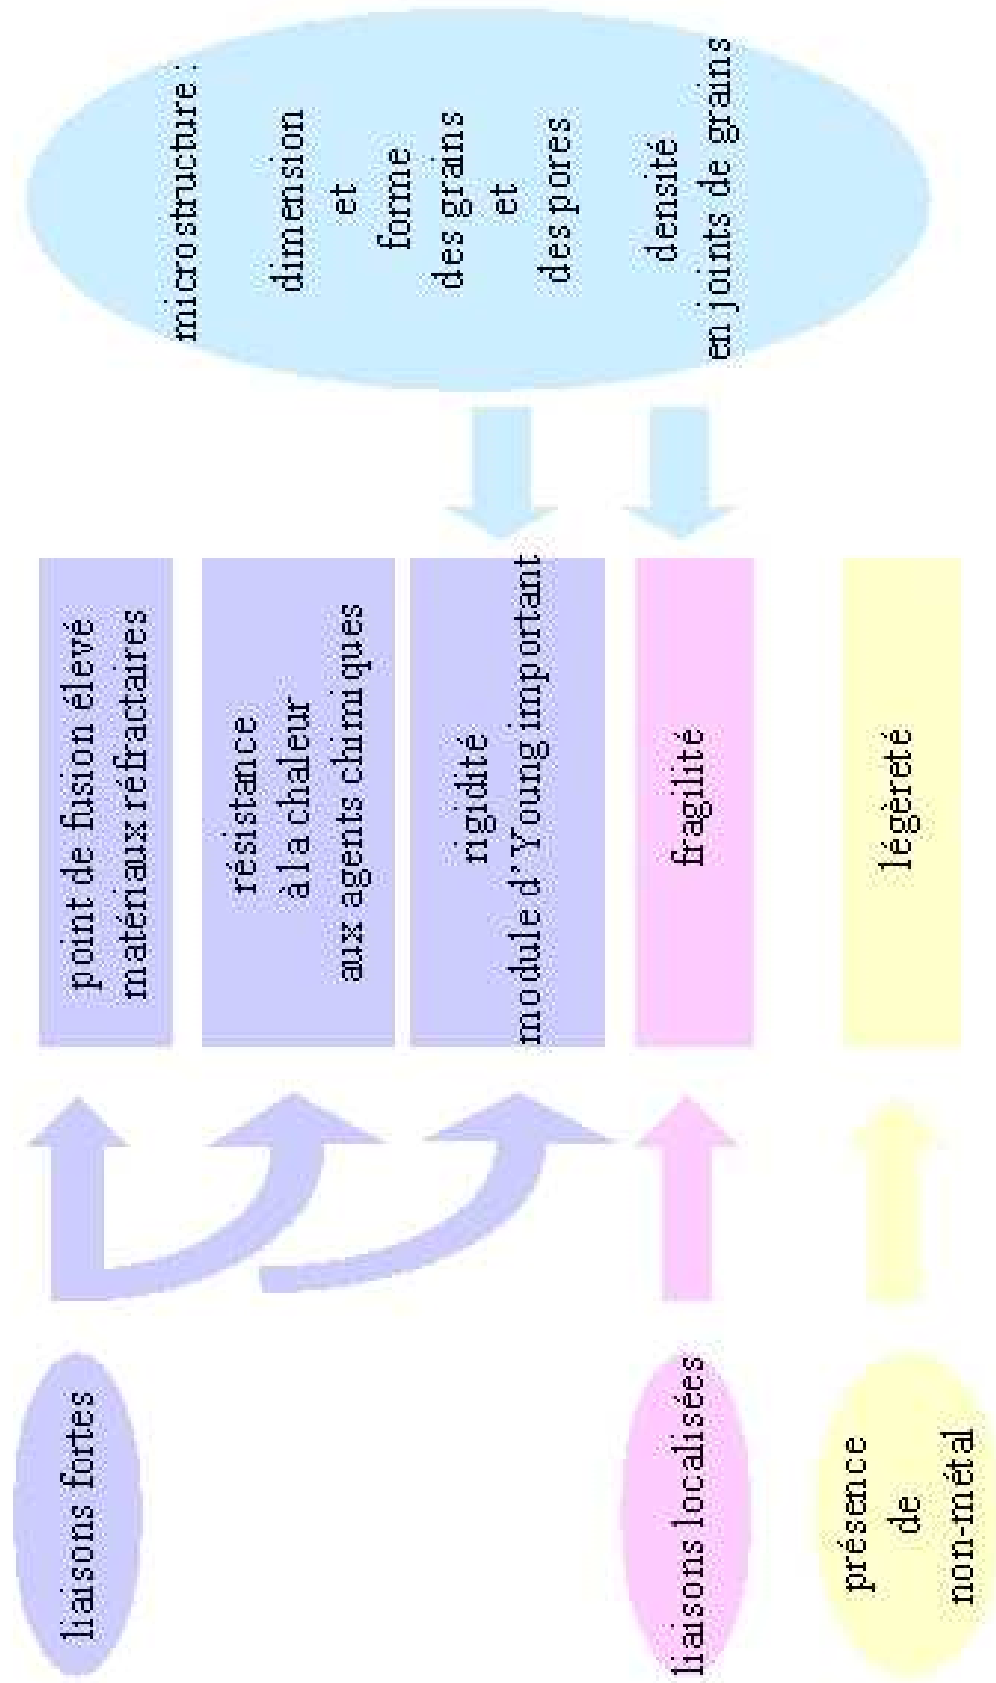 liaisons fortes
point de fusion élevé
matériaux réfractaires
résistance
à la chaleur
aux agents chimiques
rigidité
module d'Young important
liaisons localisées
fragilité
présence
de
non-métal
légèreté
microstructure :
dimension
et
forme
des grains
et
des pores
densité
en joints de grains